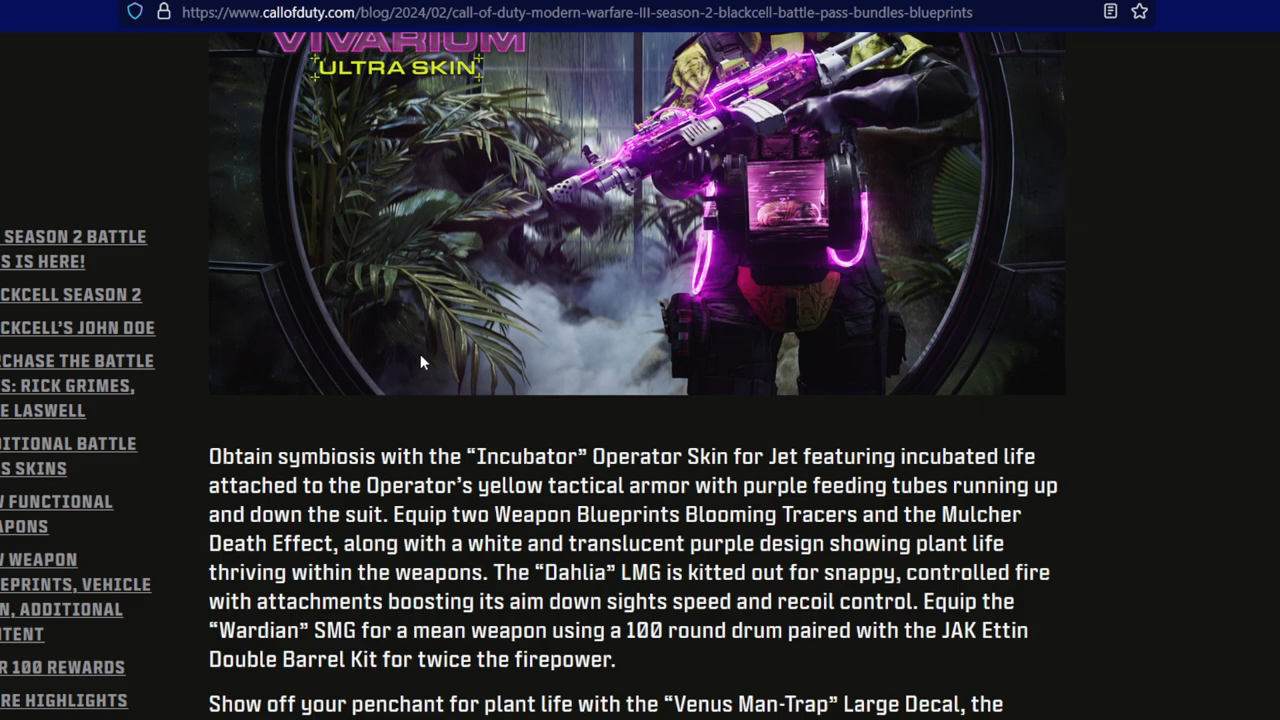 https://www.callofduty.com/blog/2024/02/call-of-duty-modern-warfare-III-season-2-blackcell-battle-pass-bundles-blueprints
VIVARIUM
ULTRA SKIN
SEASON 2 BATTLE
S IS HERE!
CKCELL SEASON 2
CKCELL'S JOHN DOE
RCHASE THE BATTLE
S: RICK GRIMES,
E LASWELL
DITIONAL BATTLE
S SKINS
W FUNCTIONAL
APONS
W WEAPON
EPRINTS, VEHICLE
N, ADDITIONAL
TENT
R 100 REWARDS
RE HIGHLIGHTS
Obtain symbiosis with the “Incubator” Operator Skin for Jet featuring incubated life
attached to the Operator’s yellow tactical armor with purple feeding tubes running up
and down the suit. Equip two Weapon Blueprints Blooming Tracers and the Mulcher
Death Effect, along with a white and translucent purple design showing plant life
thriving within the weapons. The “Dahlia” LMG is kitted out for snappy, controlled fire
with attachments boosting its aim down sights speed and recoil control. Equip the
“Wardian” SMG for a mean weapon using a 100 round drum paired with the JAK Ettin
Double Barrel Kit for twice the firepower.
Show off your penchant for plant life with the “Venus Man-Trap” Large Decal, the